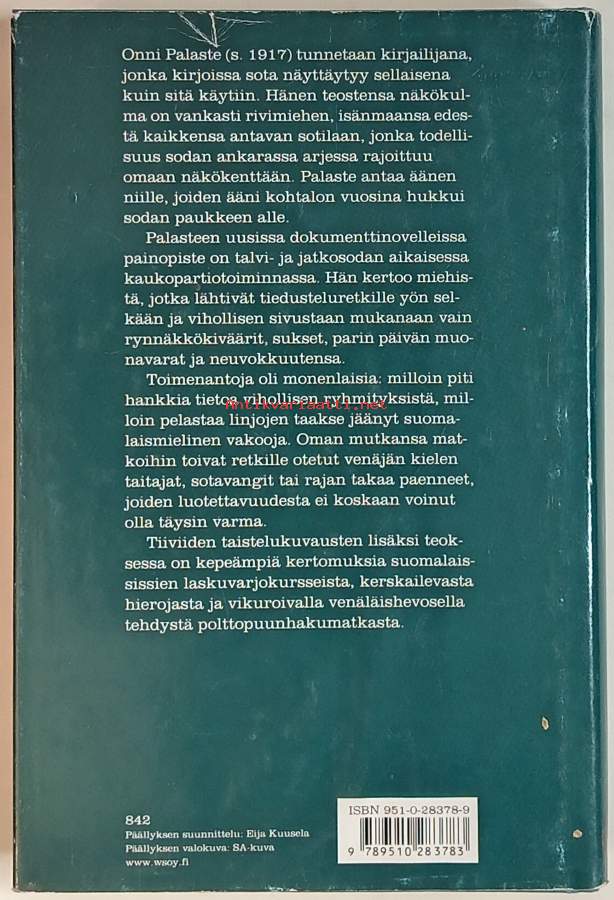 Onni Palaste (s. 1917) tunnetaan kirjailijana,
jonka kirjoissa sota näyttäytyy sellaisena
kuin sitä käytiin. Hänen teostensa näkökul-
ma on vankasti rivimiehen, isänmaansa edes-
tä kaikkensa antavan sotilaan, jonka todelli-
suus sodan ankarassa arjessa rajoittuu
omaan näkökenttään. Palaste antaa äänen
niille, joiden ääni kohtalon vuosina hukkui
sodan paukkeen alle.
Palasteen uusissa dokumenttinovelleissa
painopiste on talvi- ja jatkosodan aikaisessa
kaukopartiotoiminnassa. Hän kertoo miehis-
tä, jotka lähtivät tiedusteluretkille yön sel-
kään ja vihollisen sivustaan mukanaan vain
rynnäkkökiväärit, sukset, parin päivän muo-
navarat ja neuvokkuutensa.
Toimenantoja oli monenlaisia: milloin piti
hankkia tietoa vihollisen ryhmityksistä, mil-
Antikvariaatti.net
loin pelastaa linjojen taakse jäänyt suoma-
laismielinen vakooja. Oman mutkansa mat-
koihin toivat retkille otetut venäjän kielen
taitajat, sotavangit tai rajan takaa paenneet,
joiden luotettavuudesta ei koskaan voinut
olla täysin varma.
Tiiviiden taistelukuvausten lisäksi teok-
sessa on kepeämpiä kertomuksia suomalais-
sissien laskuvarjokursseista, kerskailevasta
hierojasta ja vikuroivalla venäläishevosella
tehdystä polttopuunhakumatkasta.
842
Päällyksen suunnittelu: Eija Kuusela
Päällyksen valokuva: SA-kuva
www.wsoy.fi
ISBN 951-0-28378-9
9 789510 283783